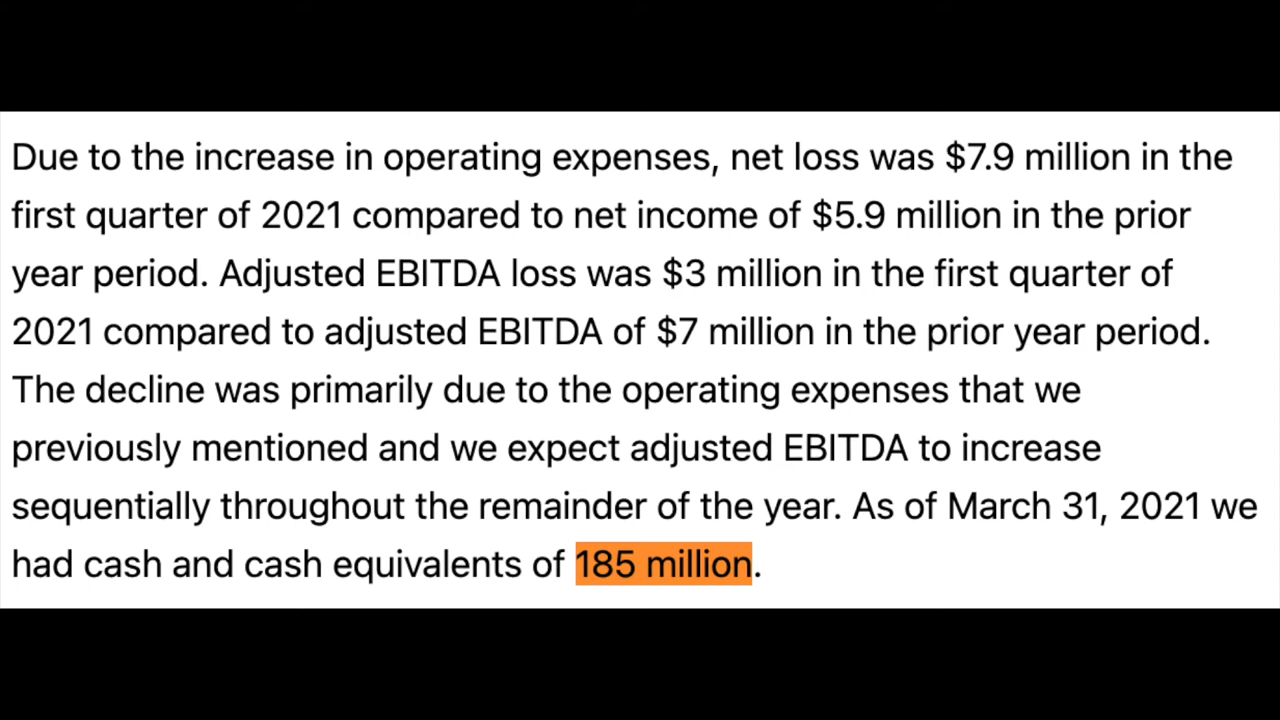 Due to the increase in operating expenses, net loss was $7.9 million in the
first quarter of 2021 compared to net income of $5.9 million in the prior
year period. Adjusted EBITDA loss was $3 million in the first quarter of
2021 compared to adjusted EBITDA of $7 million in the prior year period.
The decline was primarily due to the operating expenses that we
previously mentioned and we expect adjusted EBITDA to increase
sequentially throughout the remainder of the year. As of March 31, 2021 we
had cash and cash equivalents of 185 million.